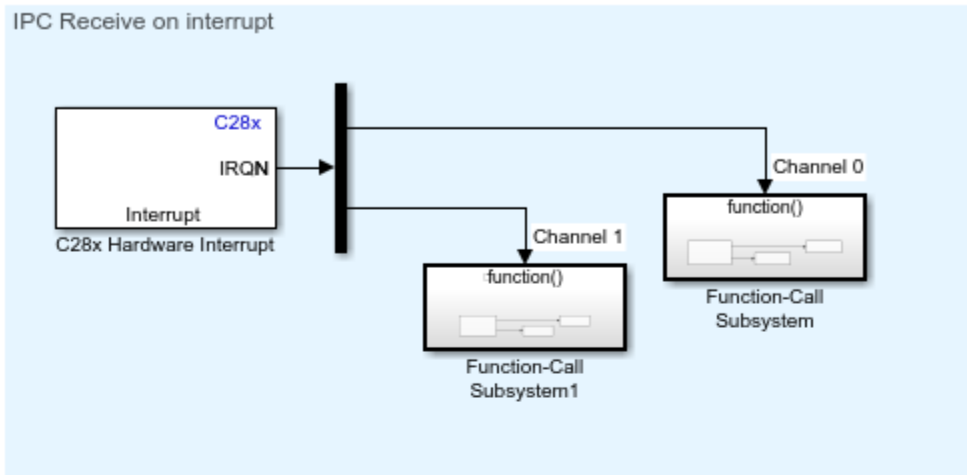 IPC Receive on interrupt
C28x
IRQN
Interrupt
C28x Hardware Interrupt
Channel 0
function()
Function-Call
Subsystem
Channel 1
function()
Function-Call
Subsystem1